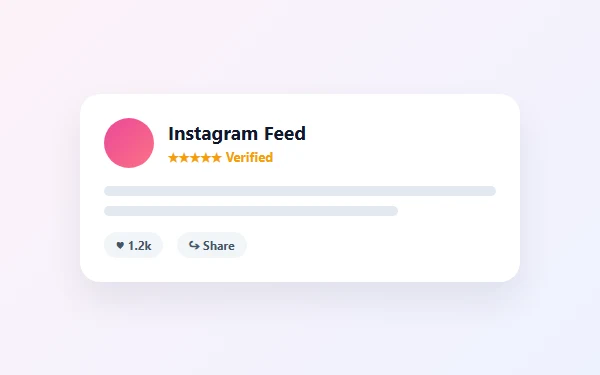 Instagram Feed
★★★★★ Verified
♥ 1.2k
↪ Share